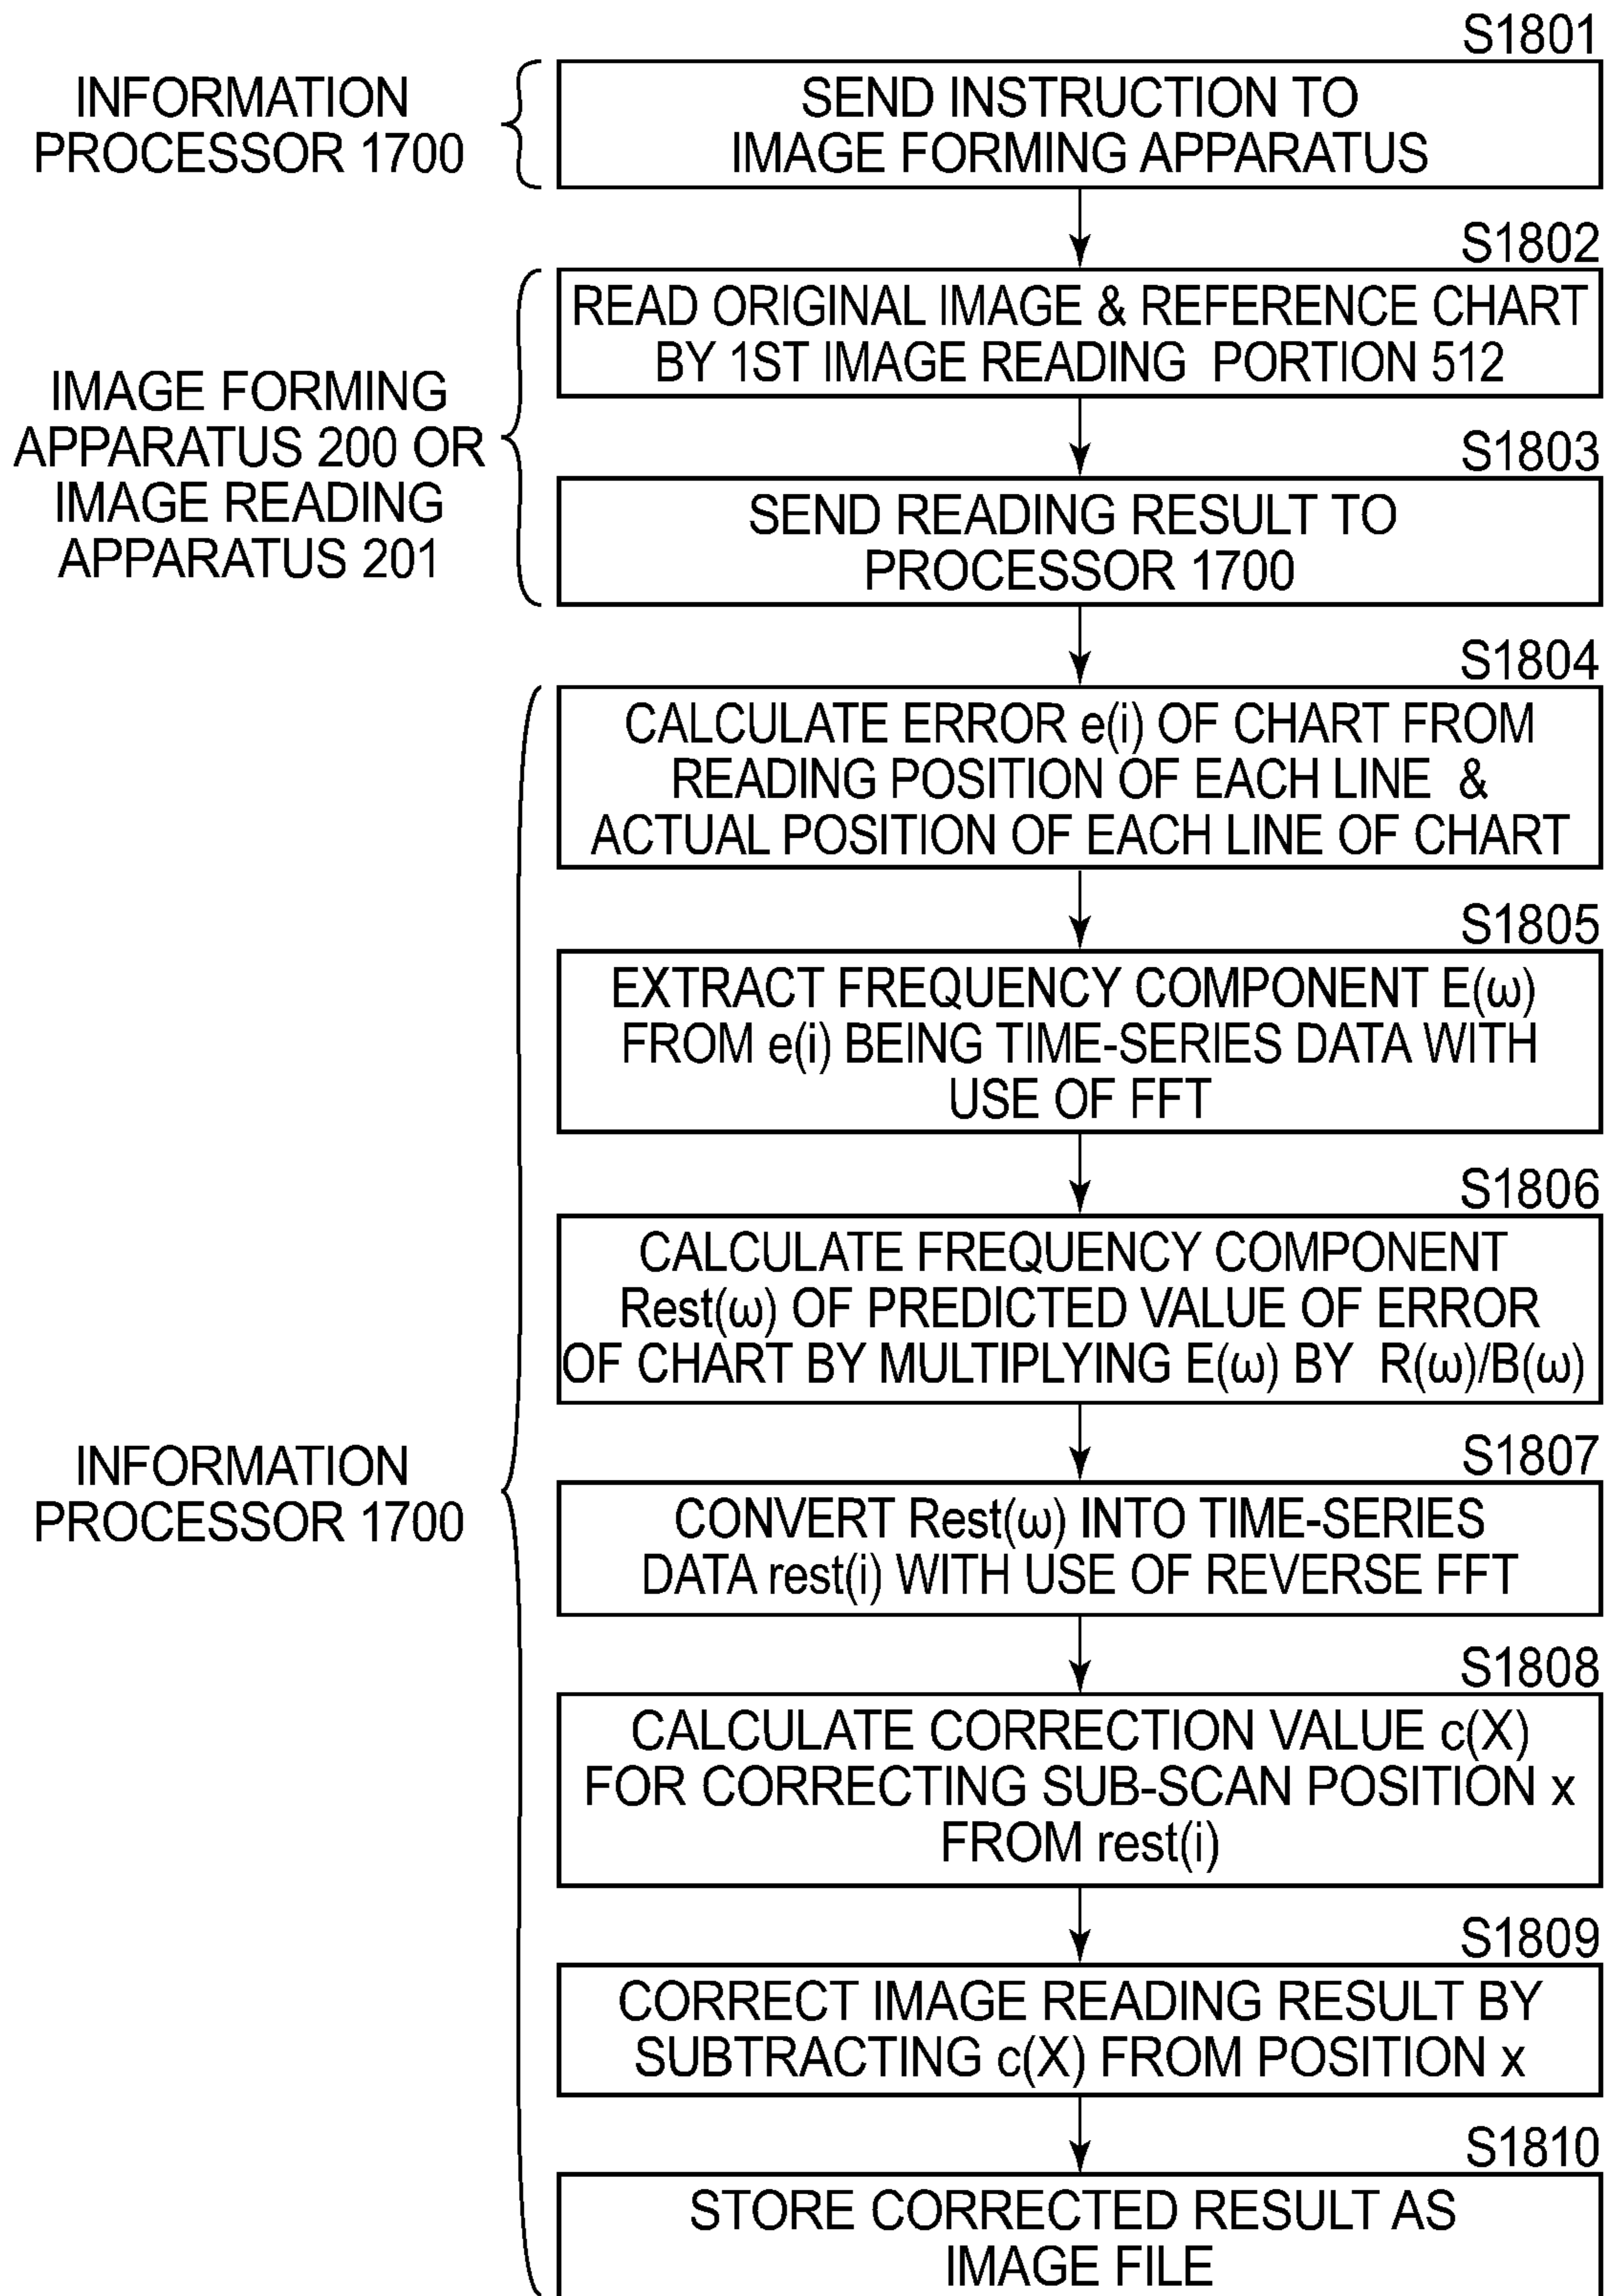 S1801
INFORMATION
PROCESSOR 1700
SEND INSTRUCTION TO
IMAGE FORMING APPARATUS
S1802
READ ORIGINAL IMAGE & REFERENCE CHART
BY 1ST IMAGE READING PORTION 512
IMAGE FORMING
APPARATUS 200 OR
IMAGE READING
APPARATUS 201
S1803
SEND READING RESULT TO
PROCESSOR 1700
S1804
CALCULATE ERROR e(i) OF CHART FROM
READING POSITION OF EACH LINE &
ACTUAL POSITION OF EACH LINE OF CHART
S1805
EXTRACT FREQUENCY COMPONENT E(ω)
FROM e(i) BEING TIME-SERIES DATA WITH
USE OF FFT
S1806
CALCULATE FREQUENCY COMPONENT
Rest(ω) OF PREDICTED VALUE OF ERROR
OF CHART BY MULTIPLYING E(ω) BY R(ω)/B(ω)
INFORMATION
PROCESSOR 1700
S1807
CONVERT Rest(ω) INTO TIME-SERIES
DATA rest(i) WITH USE OF REVERSE FFT
S1808
CALCULATE CORRECTION VALUE c(X)
FOR CORRECTING SUB-SCAN POSITION x
FROM rest(i)
S1809
CORRECT IMAGE READING RESULT BY
SUBTRACTING c(X) FROM POSITION x
S1810
STORE CORRECTED RESULT AS
IMAGE FILE